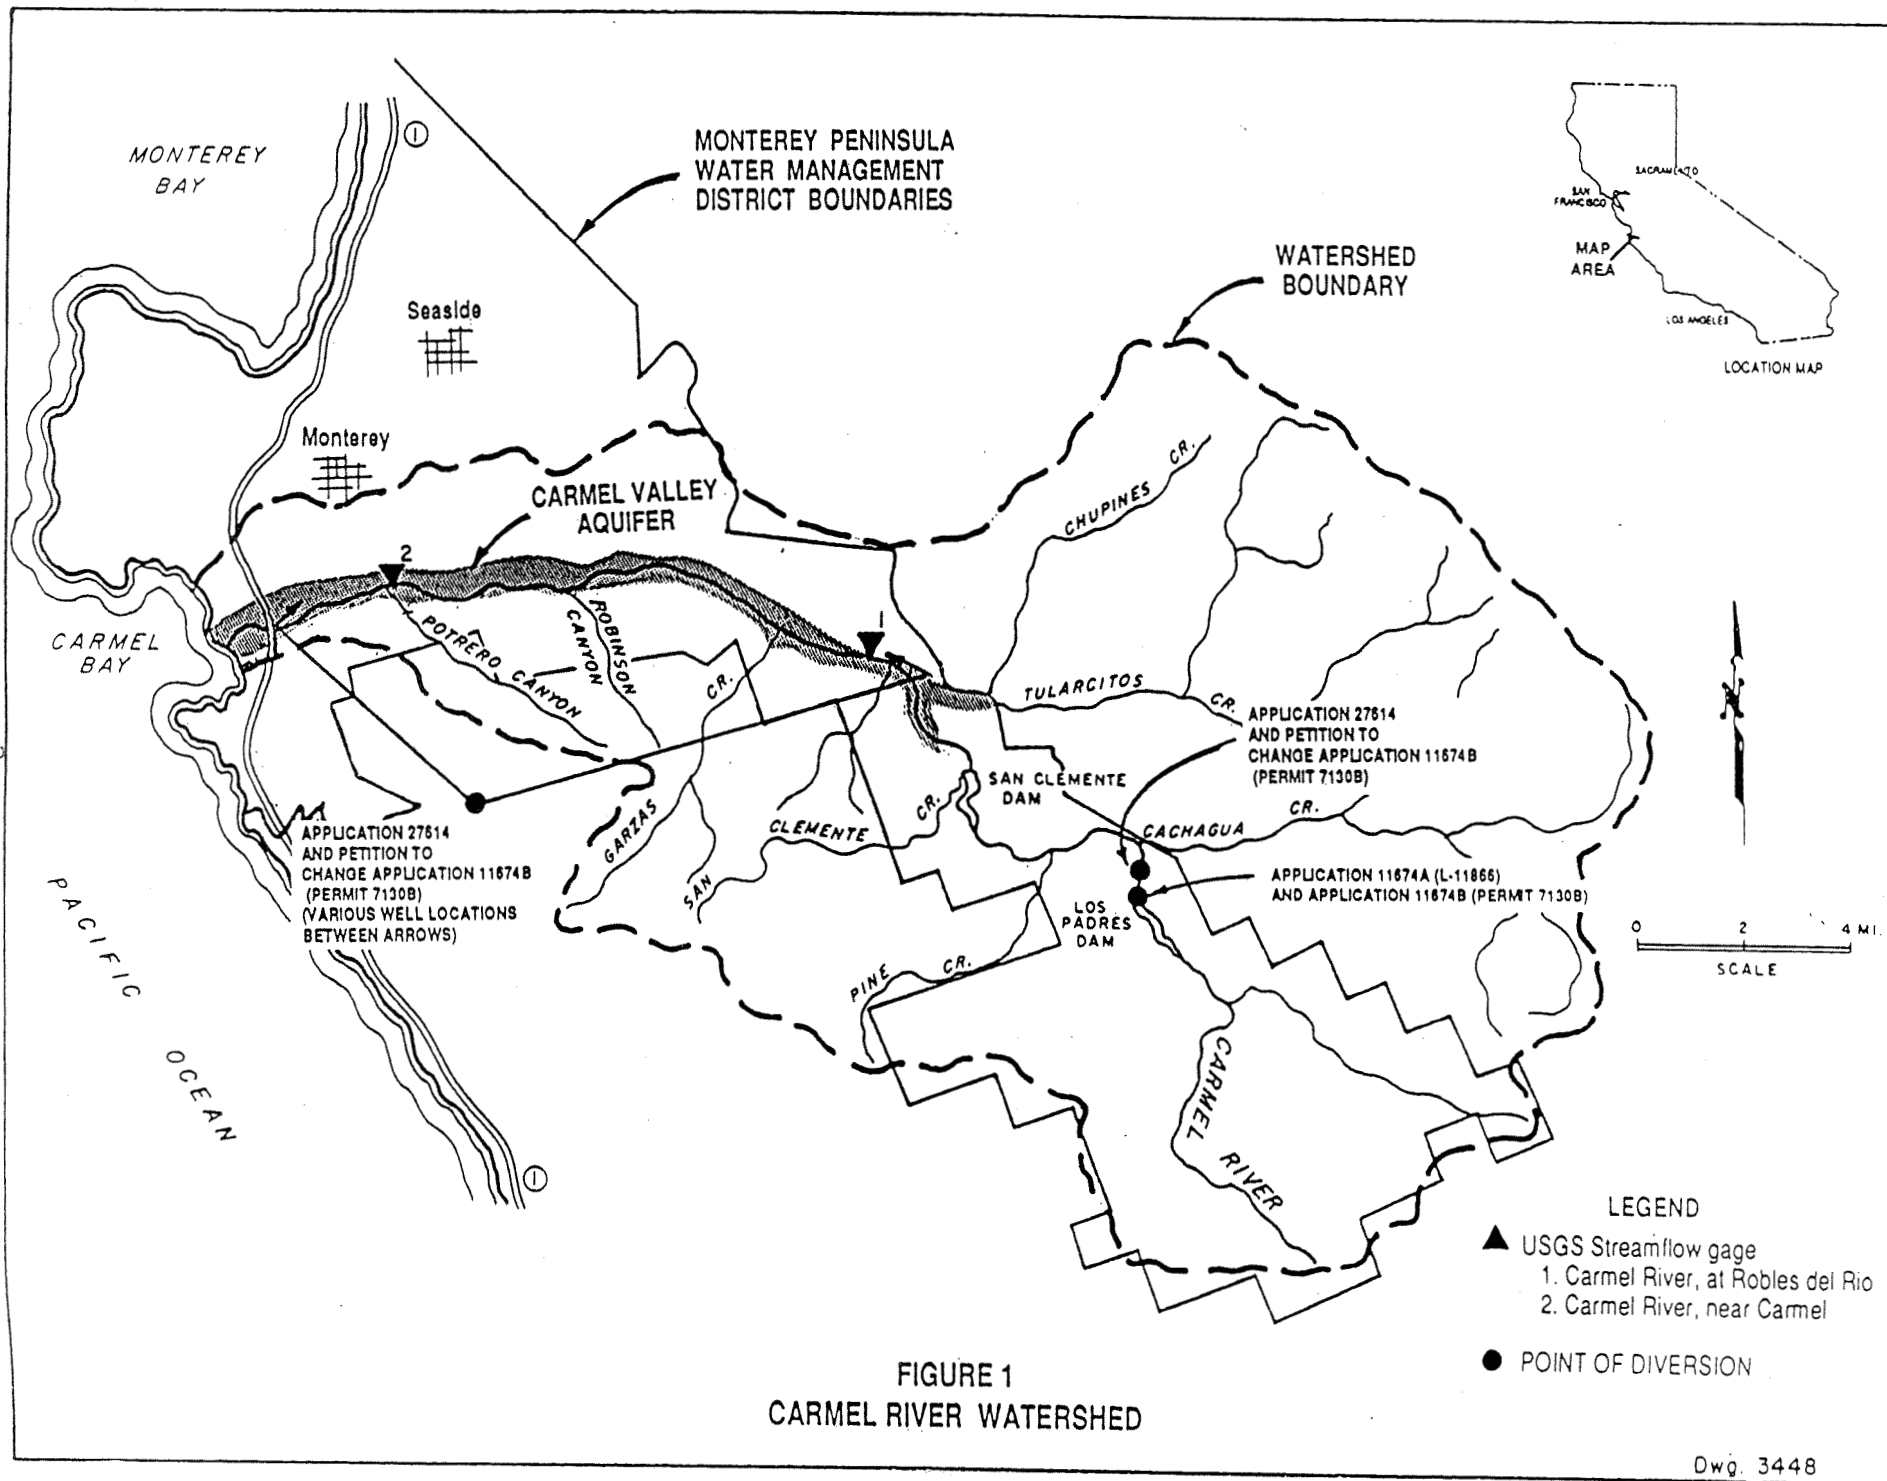 MONTEREY
BAY
1
MONTEREY PENINSULA
WATER MANAGEMENT
DISTRICT BOUNDARIES
WATERSHED
BOUNDARY
SACRAMENTO
SAN
FRANCISCO
MAP
AREA
LOS ANGELES
LOCATION MAP
Seaside
Monterey
CARMEL VALLEY
AQUIFER
2
1
CHUPINES CR.
CARMEL
BAY
POTRERO CANYON
ROBINSON
CANYON
CR.
GARZAS
TULARCITOS
CR.
APPLICATION 27614
AND PETITION TO
CHANGE APPLICATION 11674B
(PERMIT 7130B)
SAN CLEMENTE
DAM
SAN
CLEMENTE
CR.
CACHAGUA
CR.
APPLICATION 27614
AND PETITION TO
CHANGE APPLICATION 11674B
(PERMIT 7130B)
(VARIOUS WELL LOCATIONS
BETWEEN ARROWS)
APPLICATION 11674A (L-11866)
AND APPLICATION 11674B (PERMIT 7130B)
LOS
PADRES
DAM
0 2 4 MI.
SCALE
PINE CR.
PACIFIC
OCEAN
CARMEL
RIVER
1
LEGEND
USGS Streamflow gage
1. Carmel River, at Robles del Rio
2. Carmel River, near Carmel
POINT OF DIVERSION
FIGURE 1
CARMEL RIVER WATERSHED
Dwg. 3448